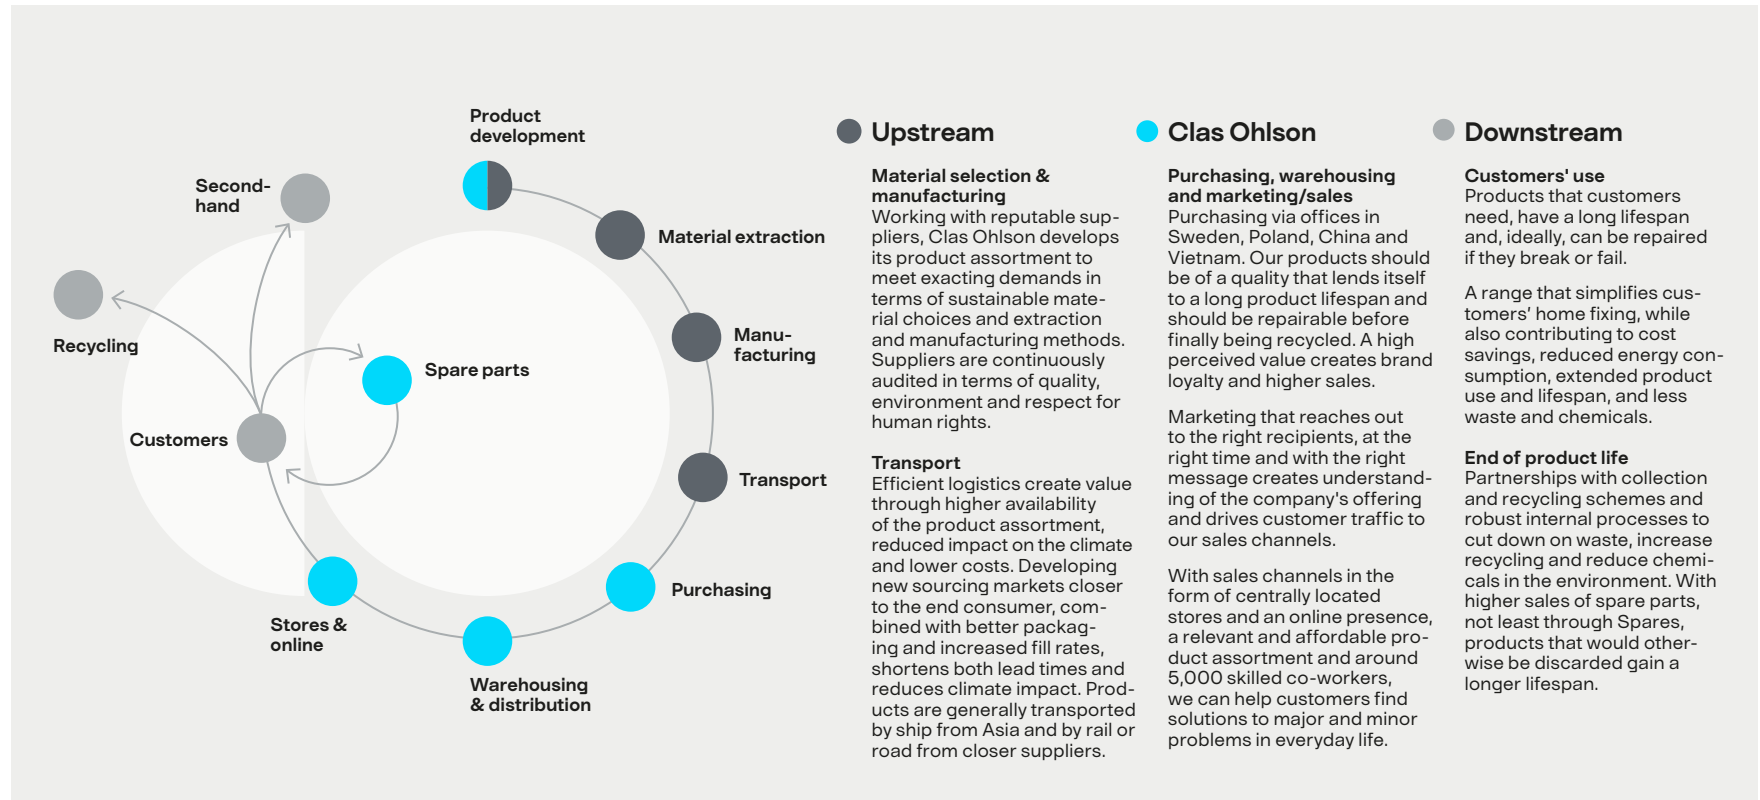 Product
development
Second-
hand
Material extraction
Recycling
Manu-
facturing
Spare parts
Customers
Transport
Purchasing
Stores &
online
Warehousing
& distribution
Upstream
Material selection &
manufacturing
Working with reputable sup-
pliers, Clas Ohlson develops
its product assortment to
meet exacting demands in
terms of sustainable mate-
rial choices and extraction
and manufacturing methods.
Suppliers are continuously
audited in terms of quality,
environment and respect for
human rights.
Transport
Efficient logistics create value
through higher availability
of the product assortment,
reduced impact on the climate
and lower costs. Developing
new sourcing markets closer
to the end consumer, com-
bined with better packag-
ing and increased fill rates,
shortens both lead times and
reduces climate impact. Prod-
ucts are generally transported
by ship from Asia and by rail or
road from closer suppliers.
Clas Ohlson
Purchasing, warehousing
and marketing/sales
Purchasing via offices in
Sweden, Poland, China and
Vietnam. Our products should
be of a quality that lends itself
to a long product lifespan and
should be repairable before
finally being recycled. A high
perceived value creates brand
loyalty and higher sales.
Marketing that reaches out
to the right recipients, at the
right time and with the right
message creates understand-
ing of the company's offering
and drives customer traffic to
our sales channels.
With sales channels in the
form of centrally located
stores and an online presence,
a relevant and affordable pro-
duct assortment and around
5,000 skilled co-workers,
we can help customers find
solutions to major and minor
problems in everyday life.
Downstream
Customers' use
Products that customers
need, have a long lifespan
and, ideally, can be repaired
if they break or fail.
A range that simplifies cus-
tomers' home fixing, while
also contributing to cost
savings, reduced energy con-
sumption, extended product
use and lifespan, and less
waste and chemicals.
End of product life
Partnerships with collection
and recycling schemes and
robust internal processes to
cut down on waste, increase
recycling and reduce chemi-
cals in the environment. With
higher sales of spare parts,
not least through Spares,
products that would other-
wise be discarded gain a
longer lifespan.